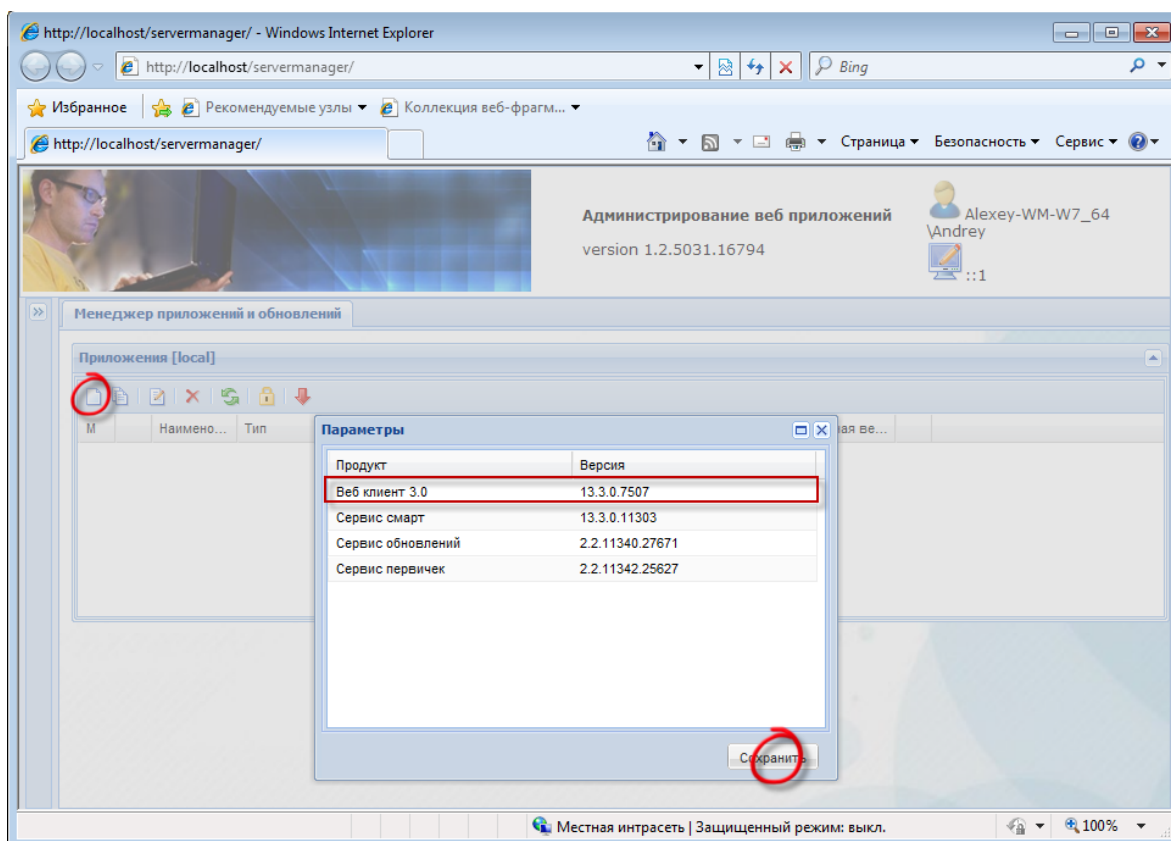 http://localhost/servermanager/ - Windows Internet Explorer
http://localhost/servermanager/
Bing
Избранное
Рекомендуемые узлы
Коллекция веб-фрагм...
http://localhost/servermanager/
Страница
Безопасность
Сервис
Администрирование веб приложений
version 1.2.5031.16794
Alexey-WM-W7_64
\Andrey
::1
Менеджер приложений и обновлений
Приложения [local]
М
Наимено...
Тип
ве...
Параметры
Продукт
Версия
Веб клиент 3.0
13.3.0.7507
Сервис смарт
13.3.0.11303
Сервис обновлений
2.2.11340.27671
Сервис первичек
2.2.11342.25627
Сохранить
Местная интрасеть | Защищенный режим: выкл.
100%